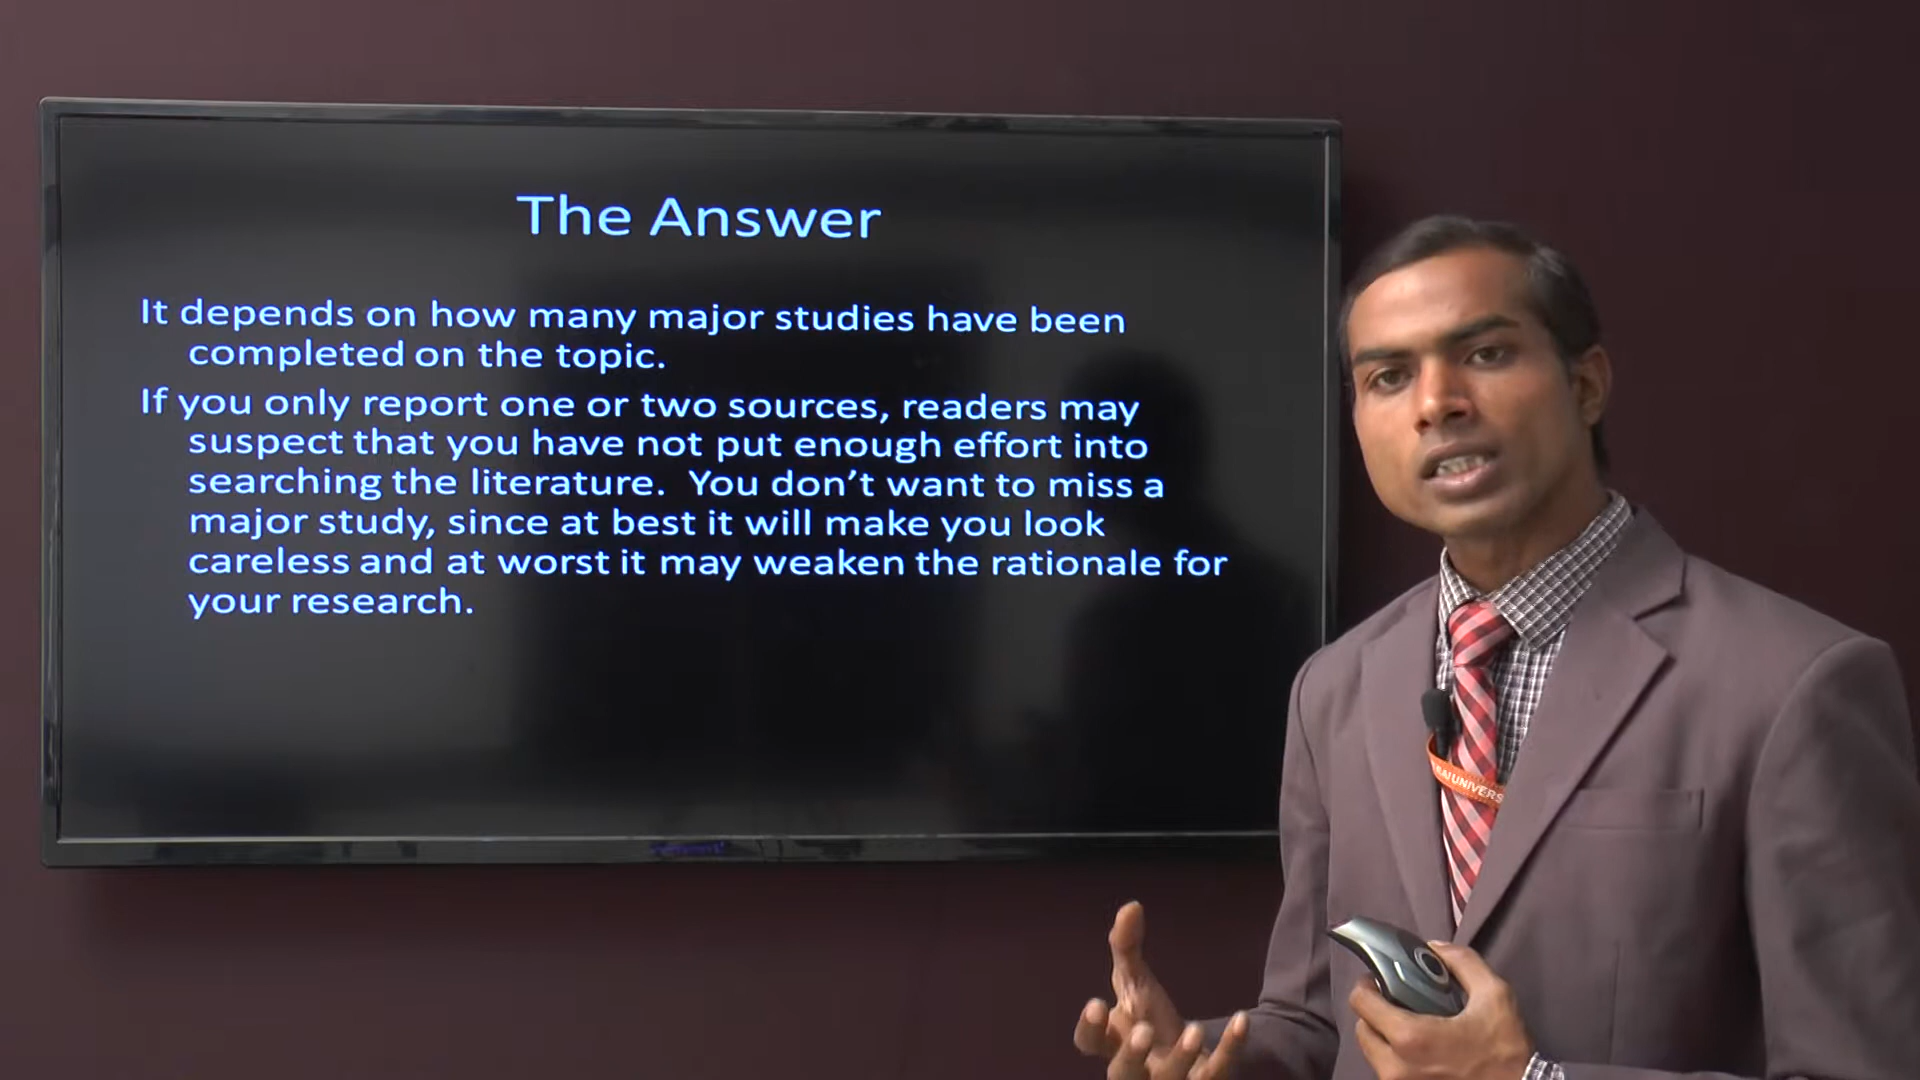 The Answer
It depends on how many major studies have been
completed on the topic.
If you only report one or two sources, readers may
suspect that you have not put enough effort into
searching the literature.  You don’t want to miss a
major study, since at best it will make you look
careless and at worst it may weaken the rationale for
your research.